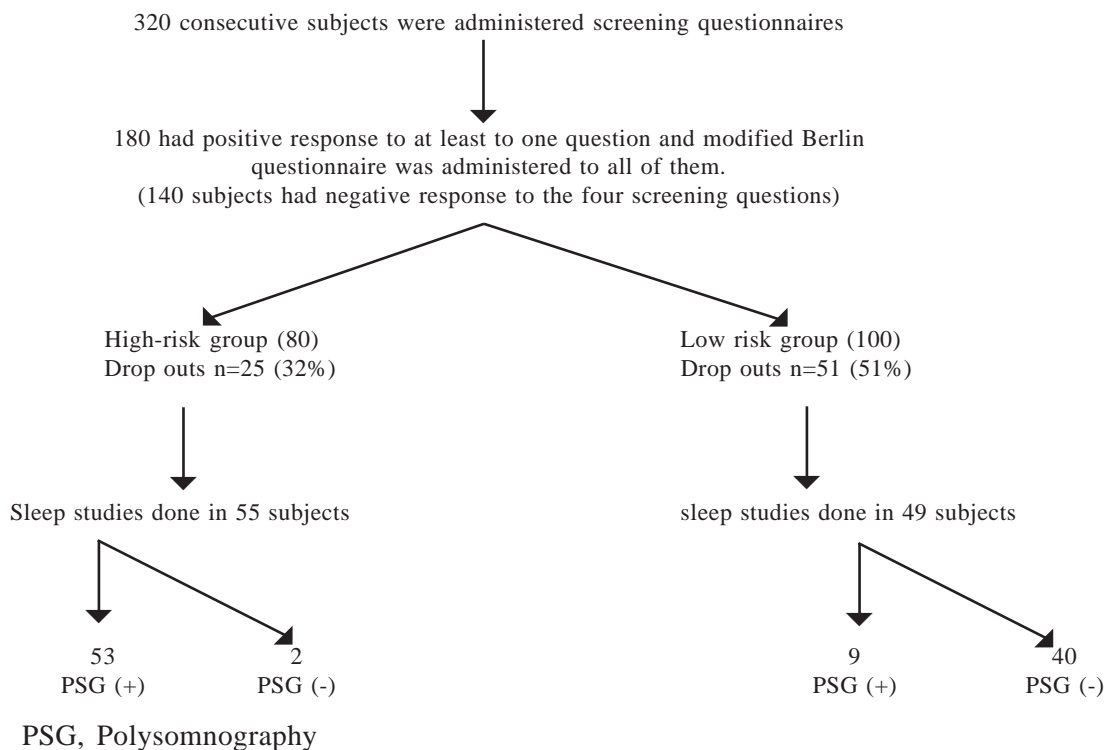 320 consecutive subjects were administered screening questionnaires
180 had positive response to at least to one question and modified Berlin
questionnaire was administered to all of them.
(140 subjects had negative response to the four screening questions)
High-risk group (80)
Drop outs n=25 (32%)
Low risk group (100)
Drop outs n=51 (51%)
Sleep studies done in 55 subjects
sleep studies done in 49 subjects
53
PSG (+)
2
PSG (-)
9
PSG (+)
40
PSG (-)
PSG, Polysomnography